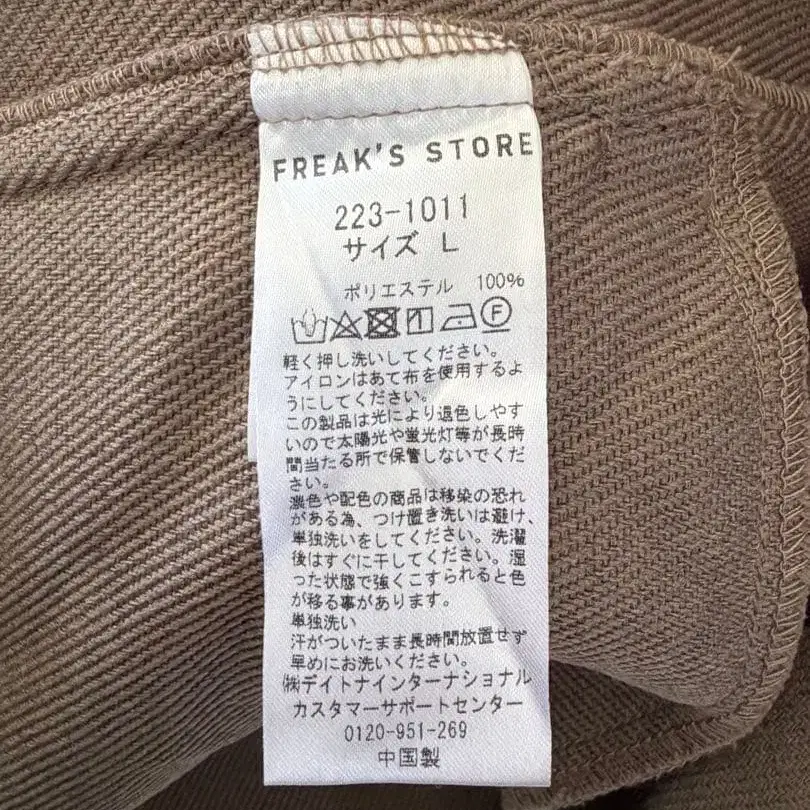 FREAK'S STORE
223-1011
サイズ L
ポリエステル 100%
F
軽く押し洗いしてください。
アイロンはあて布を使用するよ
うにしてください。
この製品は光により退色しやす
いので太陽光や蛍光灯等が長時
間当たる所で保管しないでくだ
さい。
濃色や配色の商品は移染の恐れ
がある為、つけ置き洗いは避け、
単独洗いをしてください。洗濯
後はすぐに干してください。湿
った状態で強くこすられると色
が移る事があります。
単独洗い
汗がついたまま長時間放置せず
早めにお洗いください。
㈱デイトナインターナショナル
カスタマーサポートセンター
0120-951-269
中国製